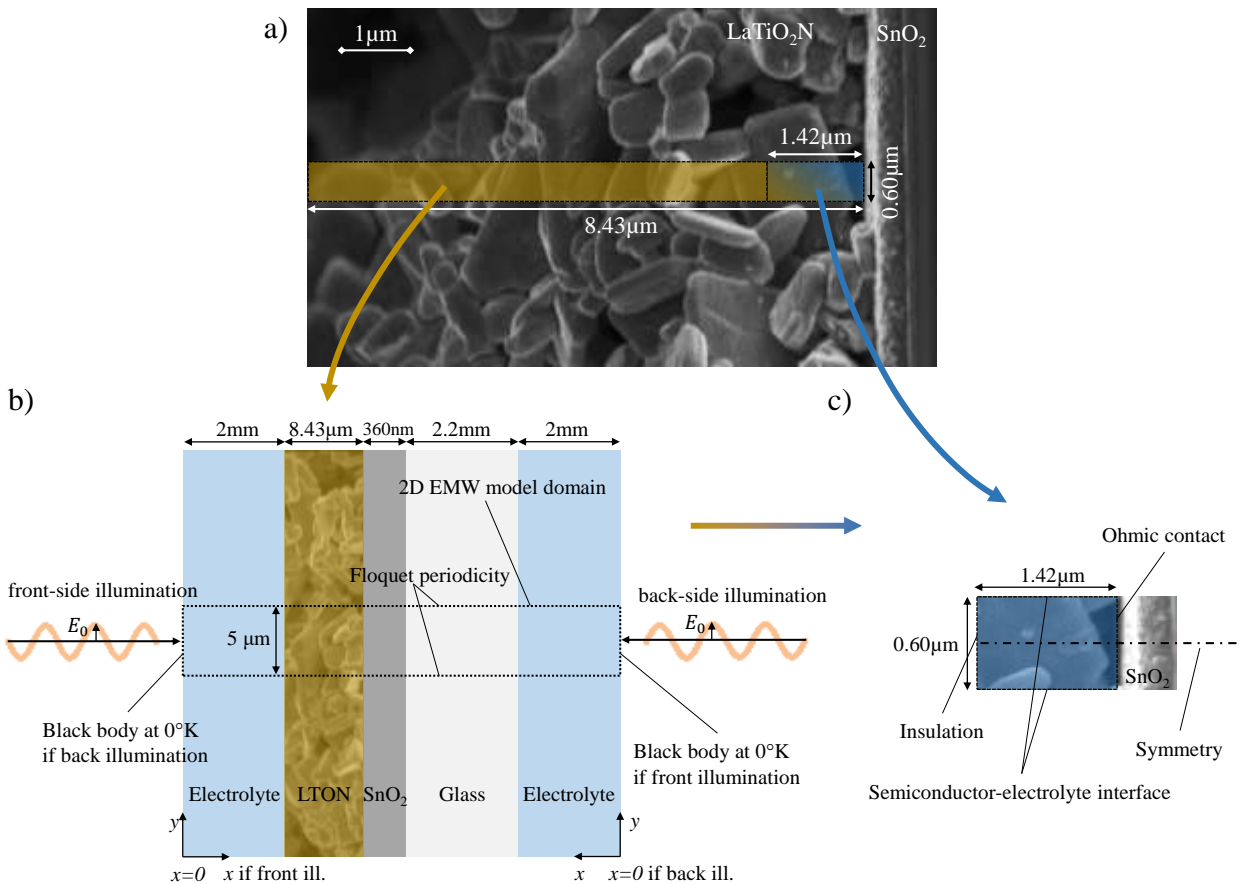 a)
1µm
LaTiO₂N
SnO₂
1.42µm
0.60µm
8.43µm
b)
c)
2mm
8.43µm
360nm
2.2mm
2mm
2D EMW model domain
Floquet periodicity
front-side illumination
E₀
5 µm
back-side illumination
E₀
Black body at 0°K
if back illumination
Black body at 0°K
if front illumination
Electrolyte
LTON
SnO₂
Glass
Electrolyte
y
x=0
x if front ill.
y
x
x=0 if back ill.
Ohmic contact
1.42µm
0.60µm
SnO₂
Insulation
Symmetry
Semiconductor-electrolyte interface